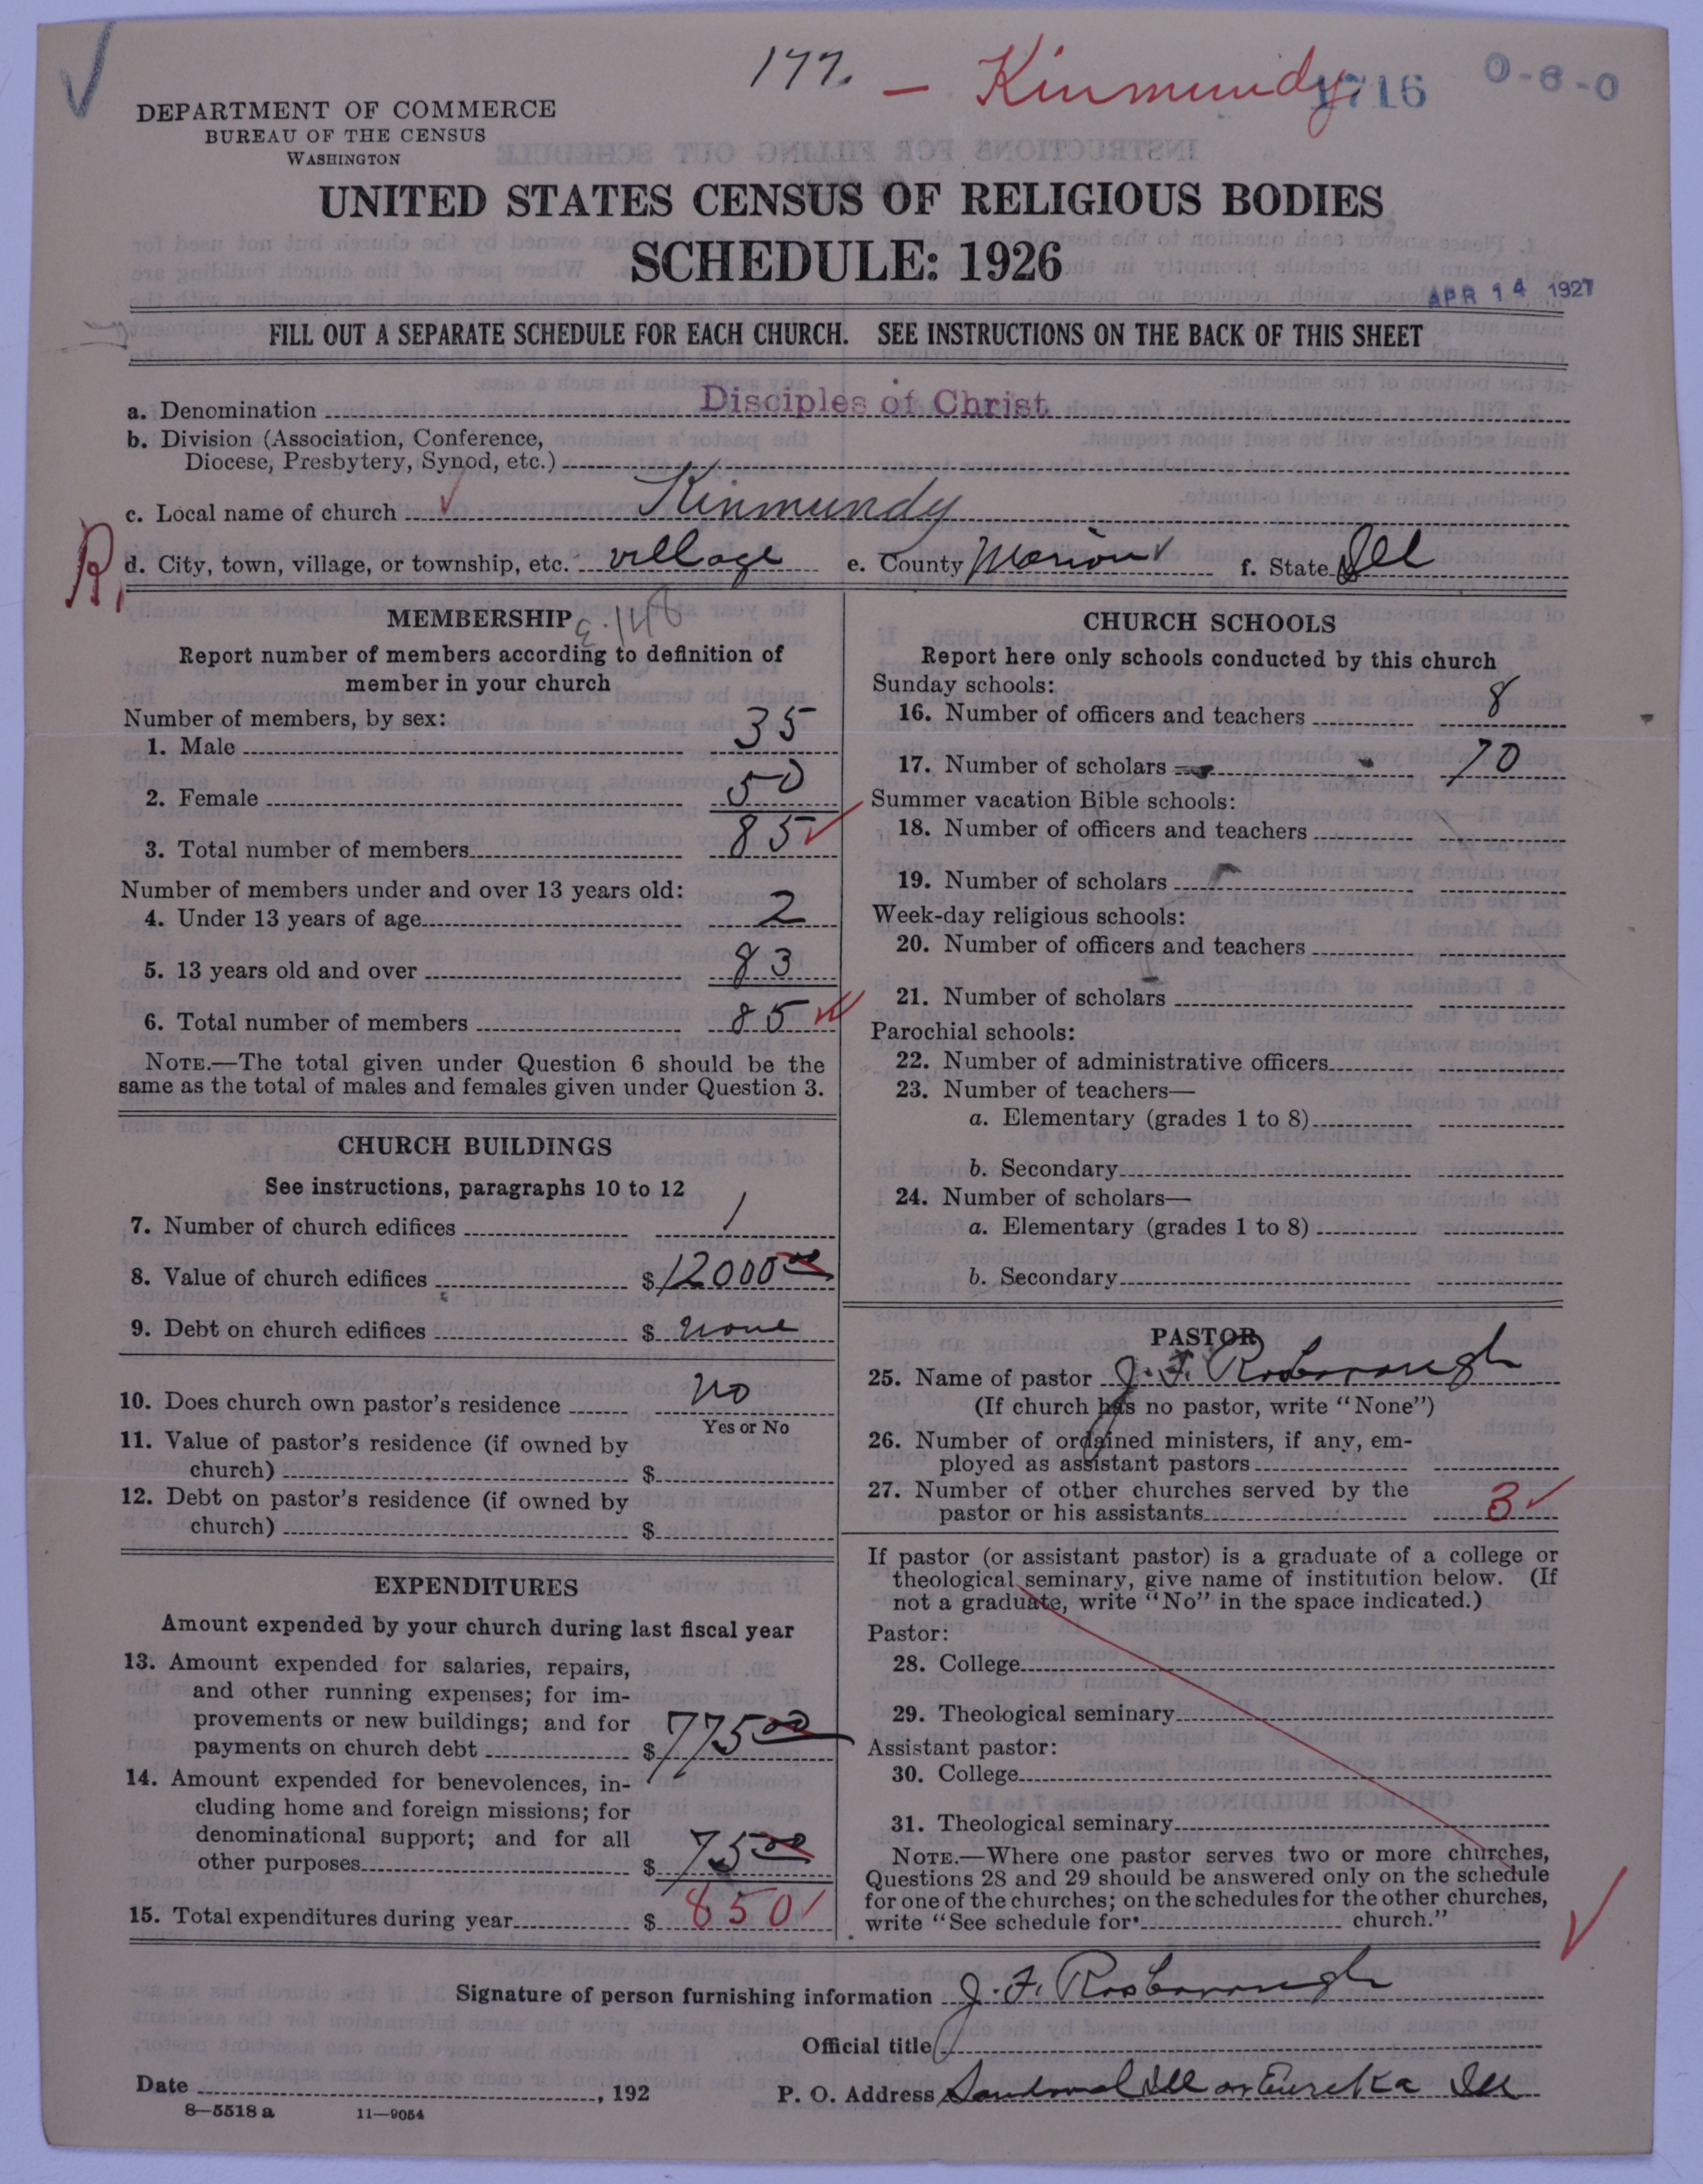 177. — Kinmundy 1716 0-6-0
DEPARTMENT OF COMMERCE
BUREAU OF THE CENSUS
WASHINGTON
UNITED STATES CENSUS OF RELIGIOUS BODIES
SCHEDULE: 1926
APR 14 1927
FILL OUT A SEPARATE SCHEDULE FOR EACH CHURCH. SEE INSTRUCTIONS ON THE BACK OF THIS SHEET
a. Denomination Disciples of Christ
b. Division (Association, Conference,
Diocese, Presbytery, Synod, etc.)
c. Local name of church Kinmundy
R, d. City, town, village, or township, etc. village e. County Marion f. State Ill
MEMBERSHIP
Report number of members according to definition of
member in your church
Number of members, by sex:
1. Male 35
2. Female 50
3. Total number of members 85
Number of members under and over 13 years old:
4. Under 13 years of age 2
5. 13 years old and over 83
6. Total number of members 85
NOTE.—The total given under Question 6 should be the
same as the total of males and females given under Question 3.
CHURCH BUILDINGS
See instructions, paragraphs 10 to 12
7. Number of church edifices 1
8. Value of church edifices $12000 00
9. Debt on church edifices $ none
10. Does church own pastor's residence no
Yes or No
11. Value of pastor's residence (if owned by
church) $
12. Debt on pastor's residence (if owned by
church) $
EXPENDITURES
Amount expended by your church during last fiscal year
13. Amount expended for salaries, repairs,
and other running expenses; for im-
provements or new buildings; and for
payments on church debt $775 00
14. Amount expended for benevolences, in-
cluding home and foreign missions; for
denominational support; and for all
other purposes $75 00
15. Total expenditures during year $850
CHURCH SCHOOLS
Report here only schools conducted by this church
Sunday schools:
16. Number of officers and teachers 8
17. Number of scholars 70
Summer vacation Bible schools:
18. Number of officers and teachers
19. Number of scholars
Week-day religious schools:
20. Number of officers and teachers
21. Number of scholars
Parochial schools:
22. Number of administrative officers
23. Number of teachers—
a. Elementary (grades 1 to 8)
b. Secondary
24. Number of scholars—
a. Elementary (grades 1 to 8)
b. Secondary
PASTOR
25. Name of pastor J. F. Rosborough
(If church has no pastor, write "None")
26. Number of ordained ministers, if any, em-
ployed as assistant pastors
27. Number of other churches served by the
pastor or his assistants 3
If pastor (or assistant pastor) is a graduate of a college or
theological seminary, give name of institution below. (If
not a graduate, write "No" in the space indicated.)
Pastor:
28. College
29. Theological seminary
Assistant pastor:
30. College
31. Theological seminary
NOTE.—Where one pastor serves two or more churches,
Questions 28 and 29 should be answered only on the schedule
for one of the churches; on the schedules for the other churches,
write "See schedule for church."
Signature of person furnishing information J. F. Rosborough
Official title
Date , 192 P. O. Address Sandoval Ill or Eureka Ill
8—5518 a 11—9054